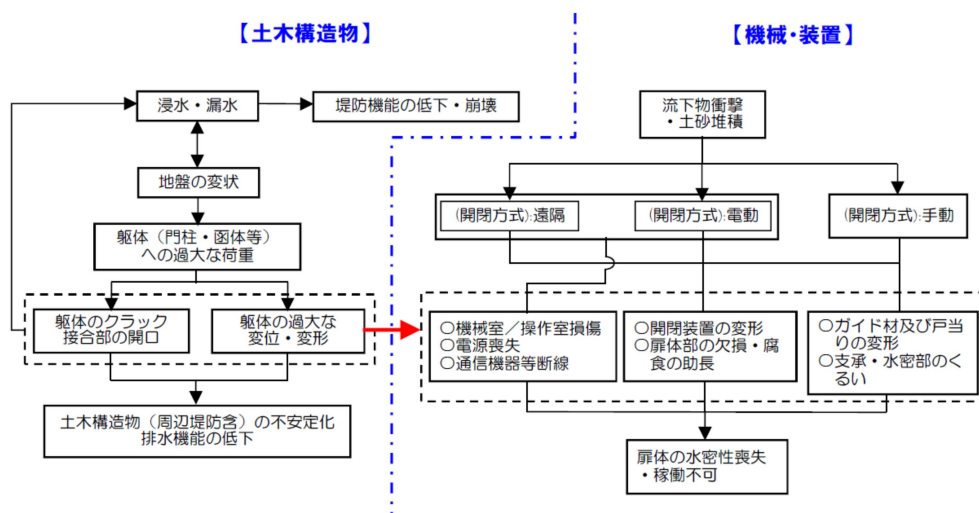 【土木構造物】
【機械・装置】
浸水・漏水
堤防機能の低下・崩壊
地盤の変状
躯体（門柱・函体等）
への過大な荷重
躯体のクラック
接合部の開口
躯体の過大な
変位・変形
土木構造物（周辺堤防含）の不安定化
排水機能の低下
流下物衝撃
・土砂堆積
(開閉方式):遠隔
(開閉方式):電動
(開閉方式):手動
○機械室／操作室損傷
○電源喪失
○通信機器等断線
○開閉装置の変形
○扉体部の欠損・腐
食の助長
○ガイド材及び戸当
りの変形
○支承・水密部のく
るい
扉体の水密性喪失
・稼働不可